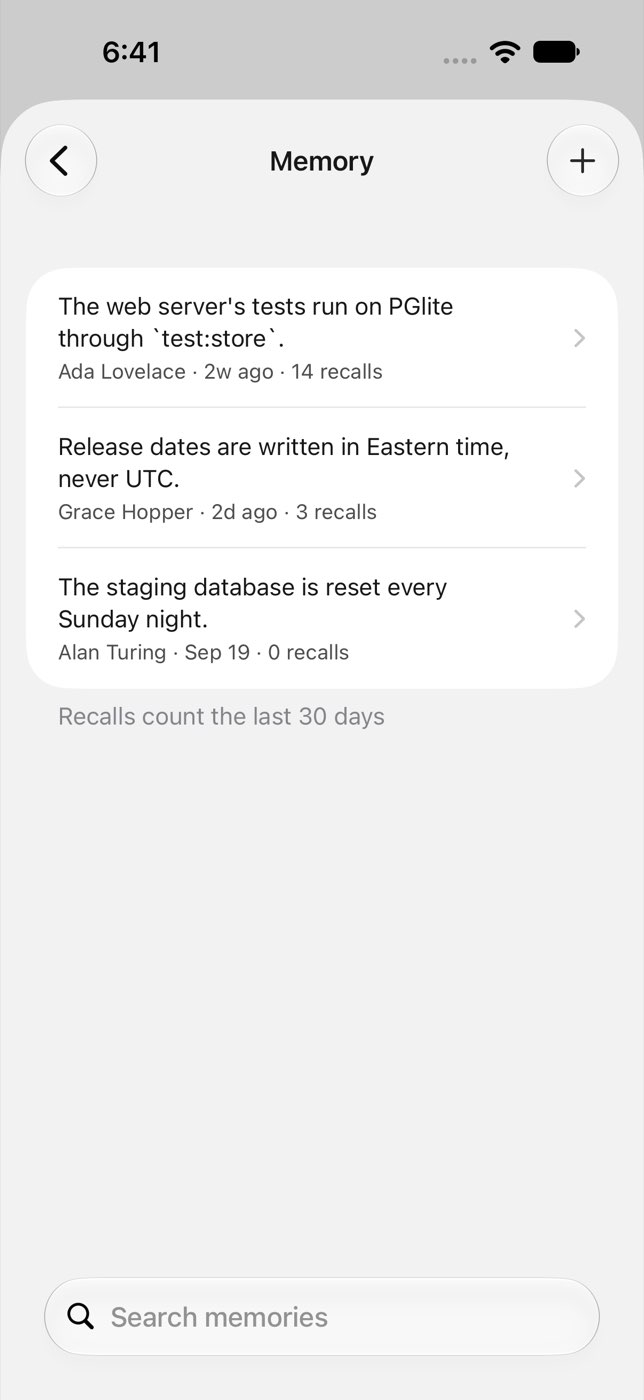 6:41
Memory
The web server's tests run on PGlite
through `test:store`.
Ada Lovelace · 2w ago · 14 recalls
Release dates are written in Eastern time,
never UTC.
Grace Hopper · 2d ago · 3 recalls
The staging database is reset every
Sunday night.
Alan Turing · Sep 19 · 0 recalls
Recalls count the last 30 days
Search memories